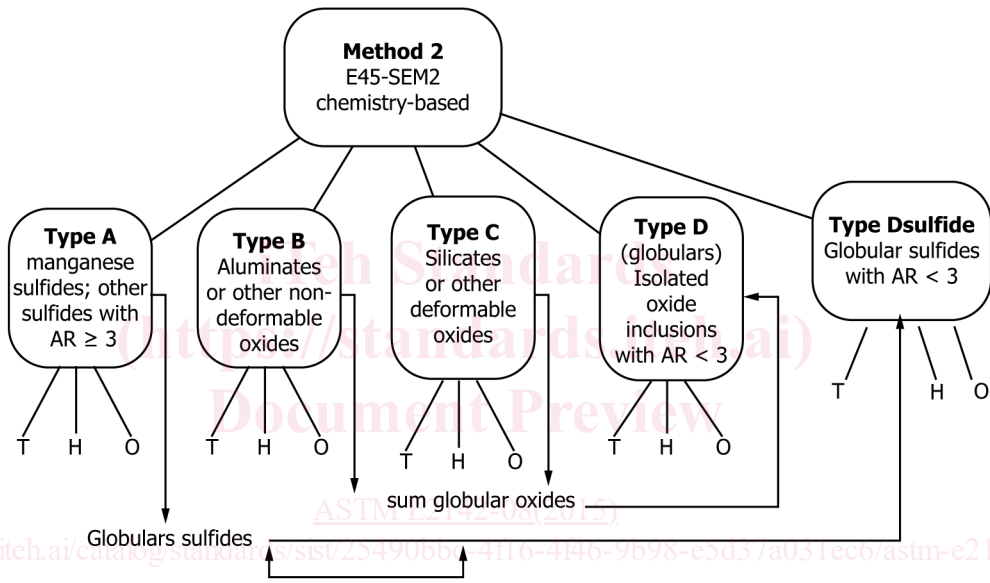 Method 2
E45-SEM2
chemistry-based
Type A
manganese
sulfides; other
sulfides with
AR ≥ 3
Type B
Aluminates
or other non-
deformable
oxides
Type C
Silicates
or other
deformable
oxides
Type D
(globulars)
Isolated
oxide
inclusions
with AR < 3
Type Dsulfide
Globular sulfides
with AR < 3
T H O
T H O
T H O
T H O
T H O
sum globular oxides
Globulars sulfides
iTeh Standards
(https://standards.iteh.ai)
Document Preview
ASTM E2142-08(2015)